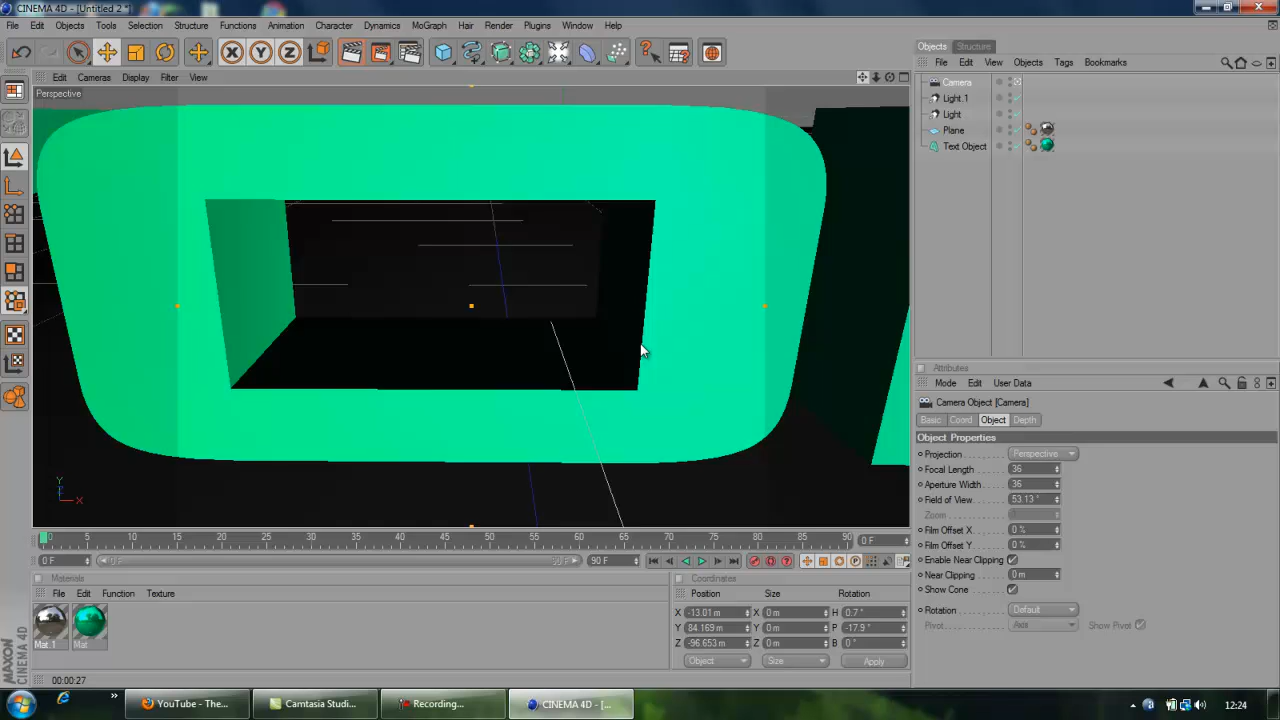 CINEMA 4D - [Untitled 2 *]
File Edit Objects Tools Selection Structure Functions Animation Character Dynamics MoGraph Hair Render Plugins Window Help
X Y Z
Edit Cameras Display Filter View
Perspective
Y
X
Objects Structure
File Edit View Objects Tags Bookmarks
Camera
Light.1
Light
Plane
Text Object
Attributes
Mode Edit User Data
Camera Object [Camera]
Basic Coord Object Depth
Object Properties
Projection Perspective
Focal Length 36
Aperture Width 36
Field of View 53.13 °
Zoom
Film Offset X 0 %
Film Offset Y 0 %
Enable Near Clipping
Near Clipping 0 m
Show Cone
Rotation Default
Pivot Axis Show Pivot
0 5 10 15 20 25 30 35 40 45 50 55 60 65 70 75 80 85 90 0 F
0 F 0 F 90 F 90 F
Materials
File Edit Function Texture
Mat.1 Mat
Coordinates
Position Size Rotation
X -13.01 m X 0 m H 0.7 °
Y 84.169 m Y 0 m P -17.9 °
Z -96.653 m Z 0 m B 0 °
Object Size Apply
MAXON
CINEMA 4D
00:00:27
YouTube - The... Camtasia Studi... Recording... CINEMA 4D - [... 12:24